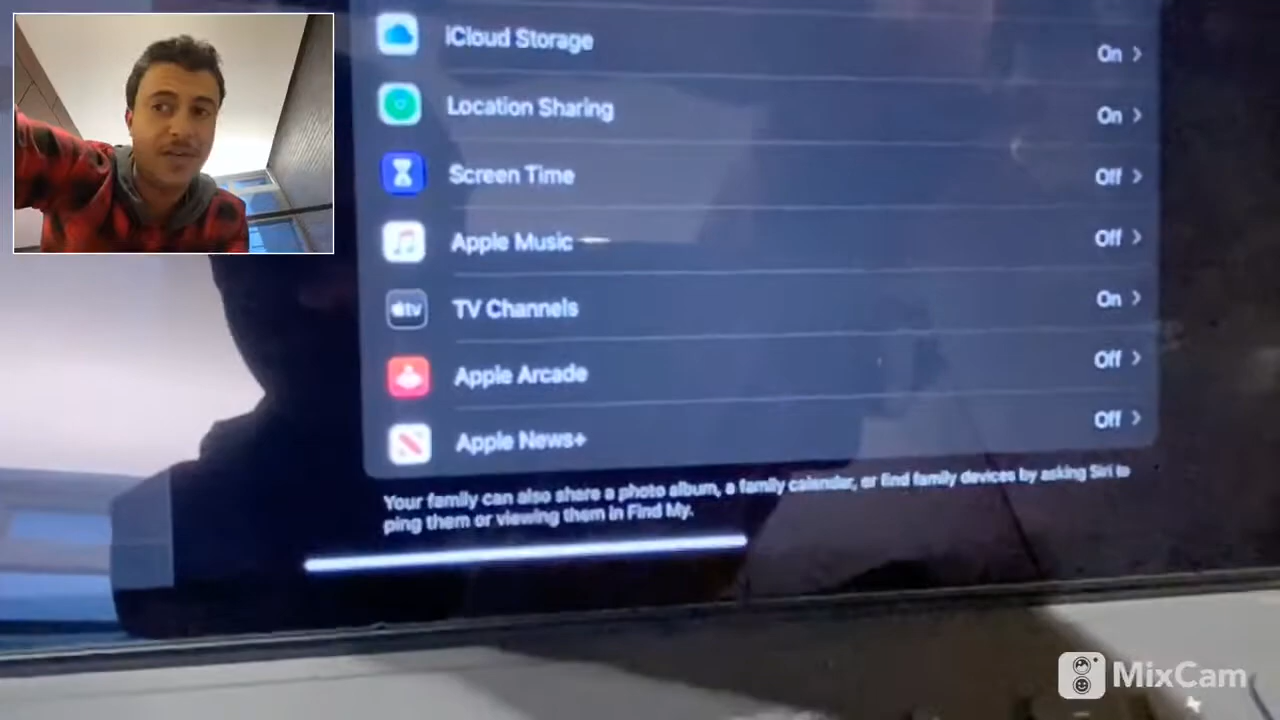 iCloud Storage On
Location Sharing On
Screen Time Off
Apple Music Off
tv TV Channels On
Apple Arcade Off
Apple News+ Off
Your family can also share a photo album, a family calendar, or find family devices by asking Siri to
ping them or viewing them in Find My.
MixCam